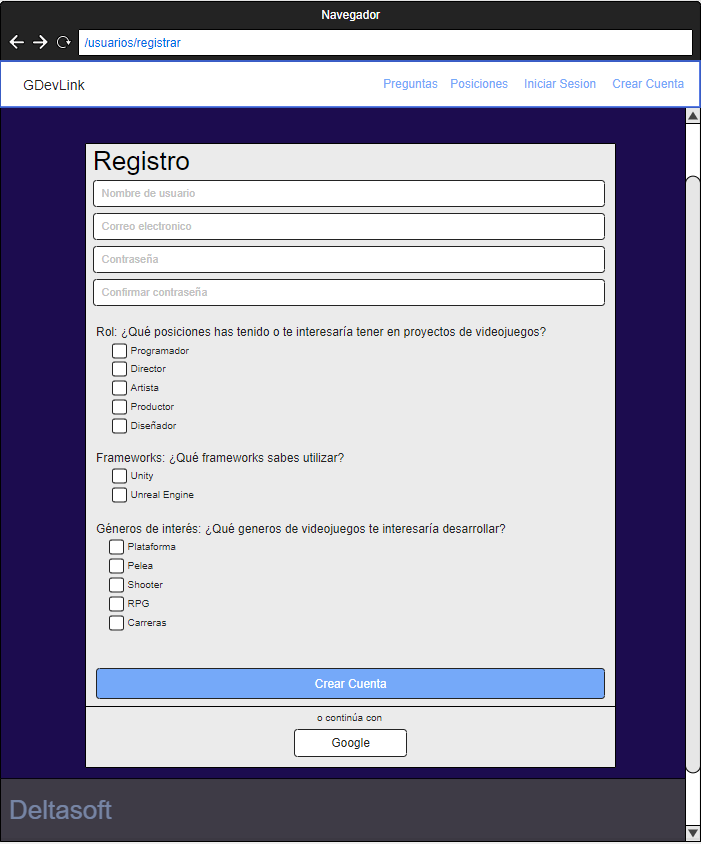 Navegador
/usuarios/registrar
GDevLink Preguntas Posiciones Iniciar Sesion Crear Cuenta
Registro
Nombre de usuario
Correo electronico
Contraseña
Confirmar contraseña
Rol: ¿Qué posiciones has tenido o te interesaría tener en proyectos de videojuegos?
Programador
Director
Artista
Productor
Diseñador
Frameworks: ¿Qué frameworks sabes utilizar?
Unity
Unreal Engine
Géneros de interés: ¿Qué generos de videojuegos te interesaría desarrollar?
Plataforma
Pelea
Shooter
RPG
Carreras
Crear Cuenta
o continúa con
Google
Deltasoft